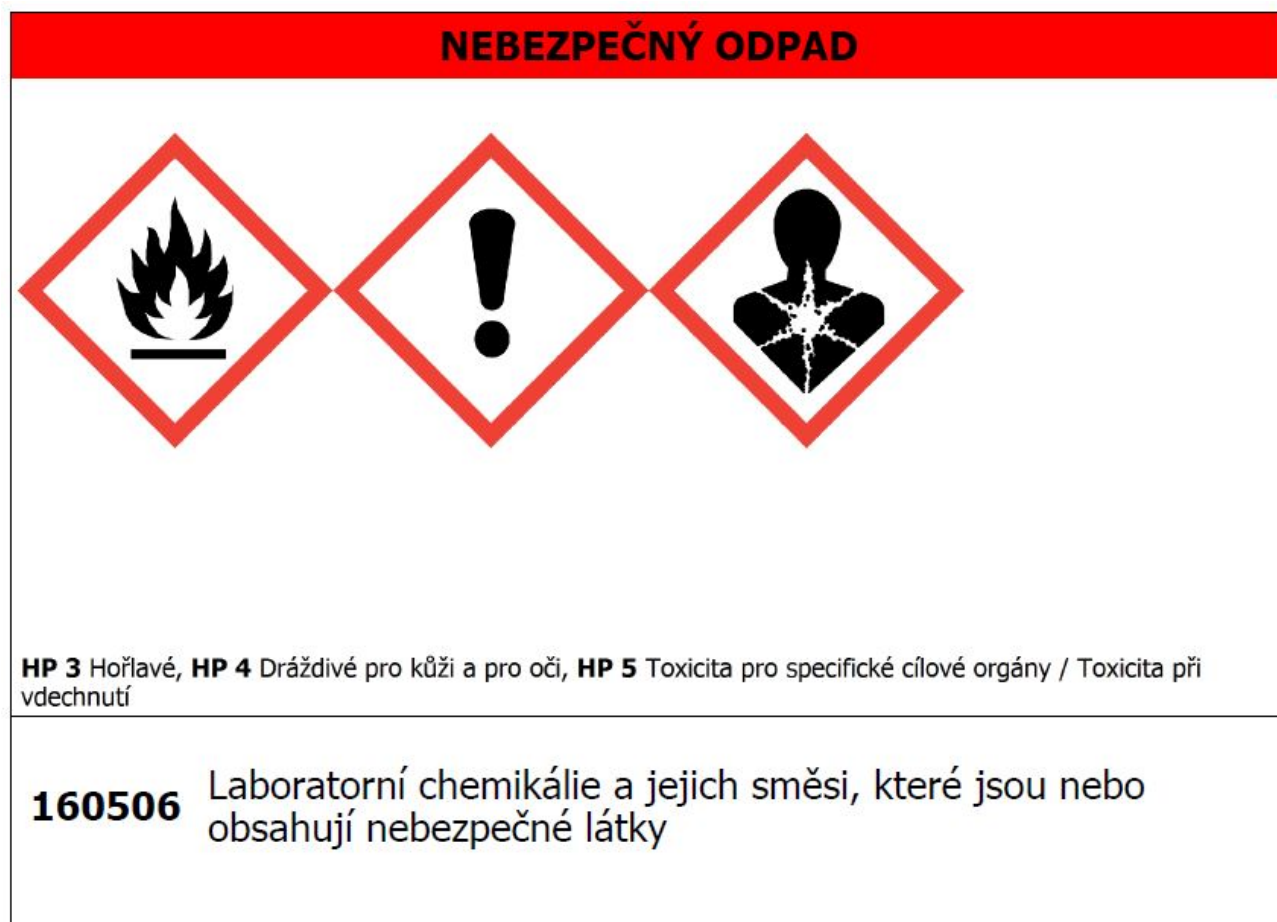 NEBEZPEČNÝ ODPAD
HP 3 Hořlavé, HP 4 Dráždivé pro kůži a pro oči, HP 5 Toxicita pro specifické cílové orgány / Toxicita při
vdechnutí
160506 Laboratorní chemikálie a jejich směsi, které jsou nebo
obsahují nebezpečné látky